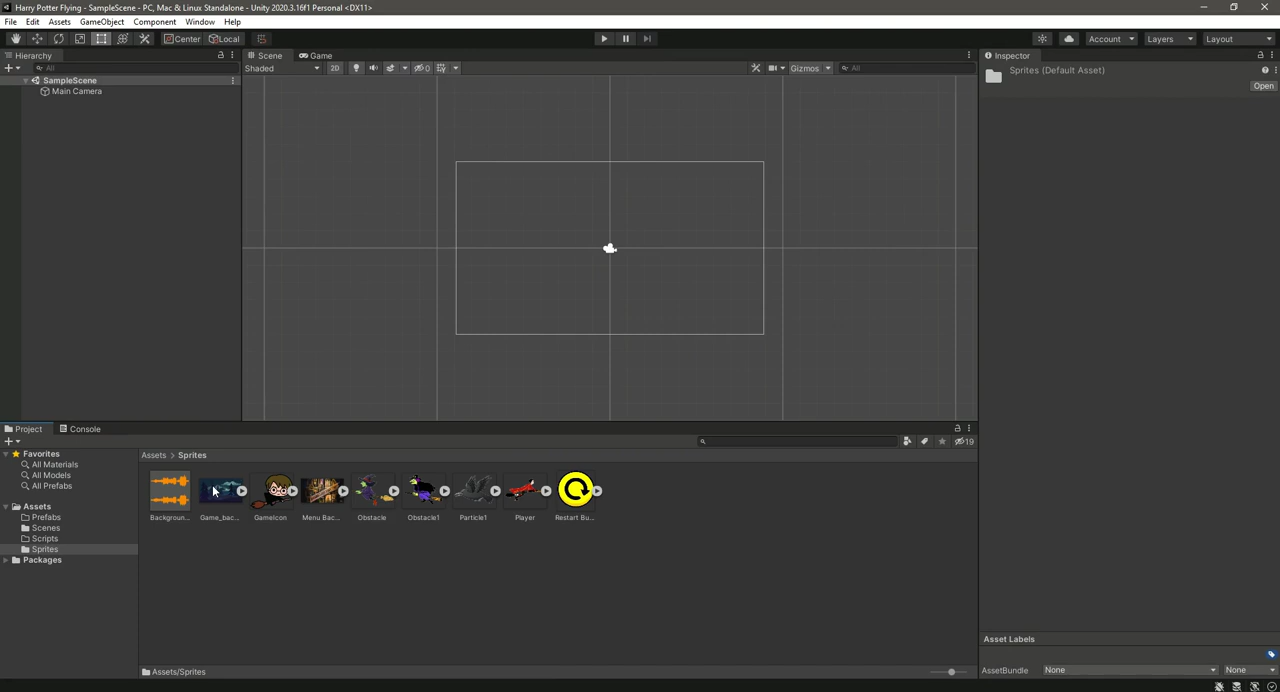 Harry Potter Flying - SampleScene - PC, Mac & Linux Standalone - Unity 2020.3.16f1 Personal <DX11>
File Edit Assets GameObject Component Window Help
Center Local Account Layers Layout
Hierarchy Scene Game Inspector
All Shaded 2D 0 Gizmos All Sprites (Default Asset)
SampleScene Open
Main Camera
Project Console
19
Favorites Assets Sprites
All Materials
All Models
All Prefabs
Assets
Prefabs Backgroun... Game_bac... GameIcon Menu Bac... Obstacle Obstacle1 Particle1 Player Restart Bu...
Scenes
Scripts
Sprites
Packages
Asset Labels
Assets/Sprites AssetBundle None None